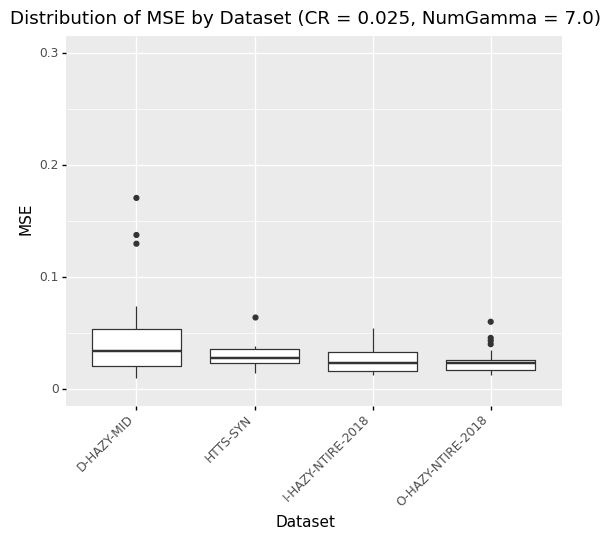 Distribution of MSE by Dataset (CR = 0.025, NumGamma = 7.0)
0.3
0.2
0.1
0
MSE
D-HAZY-MID
HTTS-SYN
I-HAZY-NTIRE-2018
O-HAZY-NTIRE-2018
Dataset